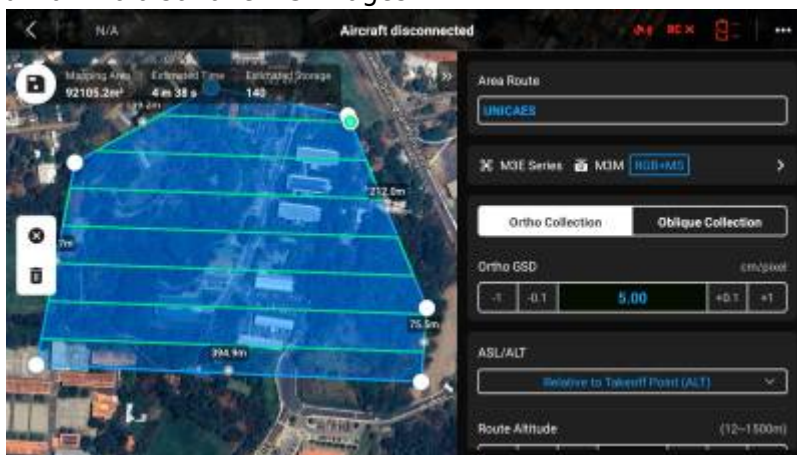 N/A
Aircraft disconnected
RC X
Mapping Area
Estimated Time
Estimated Storage
92105.2m²
4 m 38 s
140
212.0m
75.5m
394.9m
Area Route
UNICAES
M3E Series M3M RGB+MS
Ortho Collection
Oblique Collection
Ortho GSD
cm/pixel
-1
-0.1
5.00
+0.1
+1
ASL/ALT
Relative to Takeoff Point (ALT)
Route Altitude
(12~1500m)